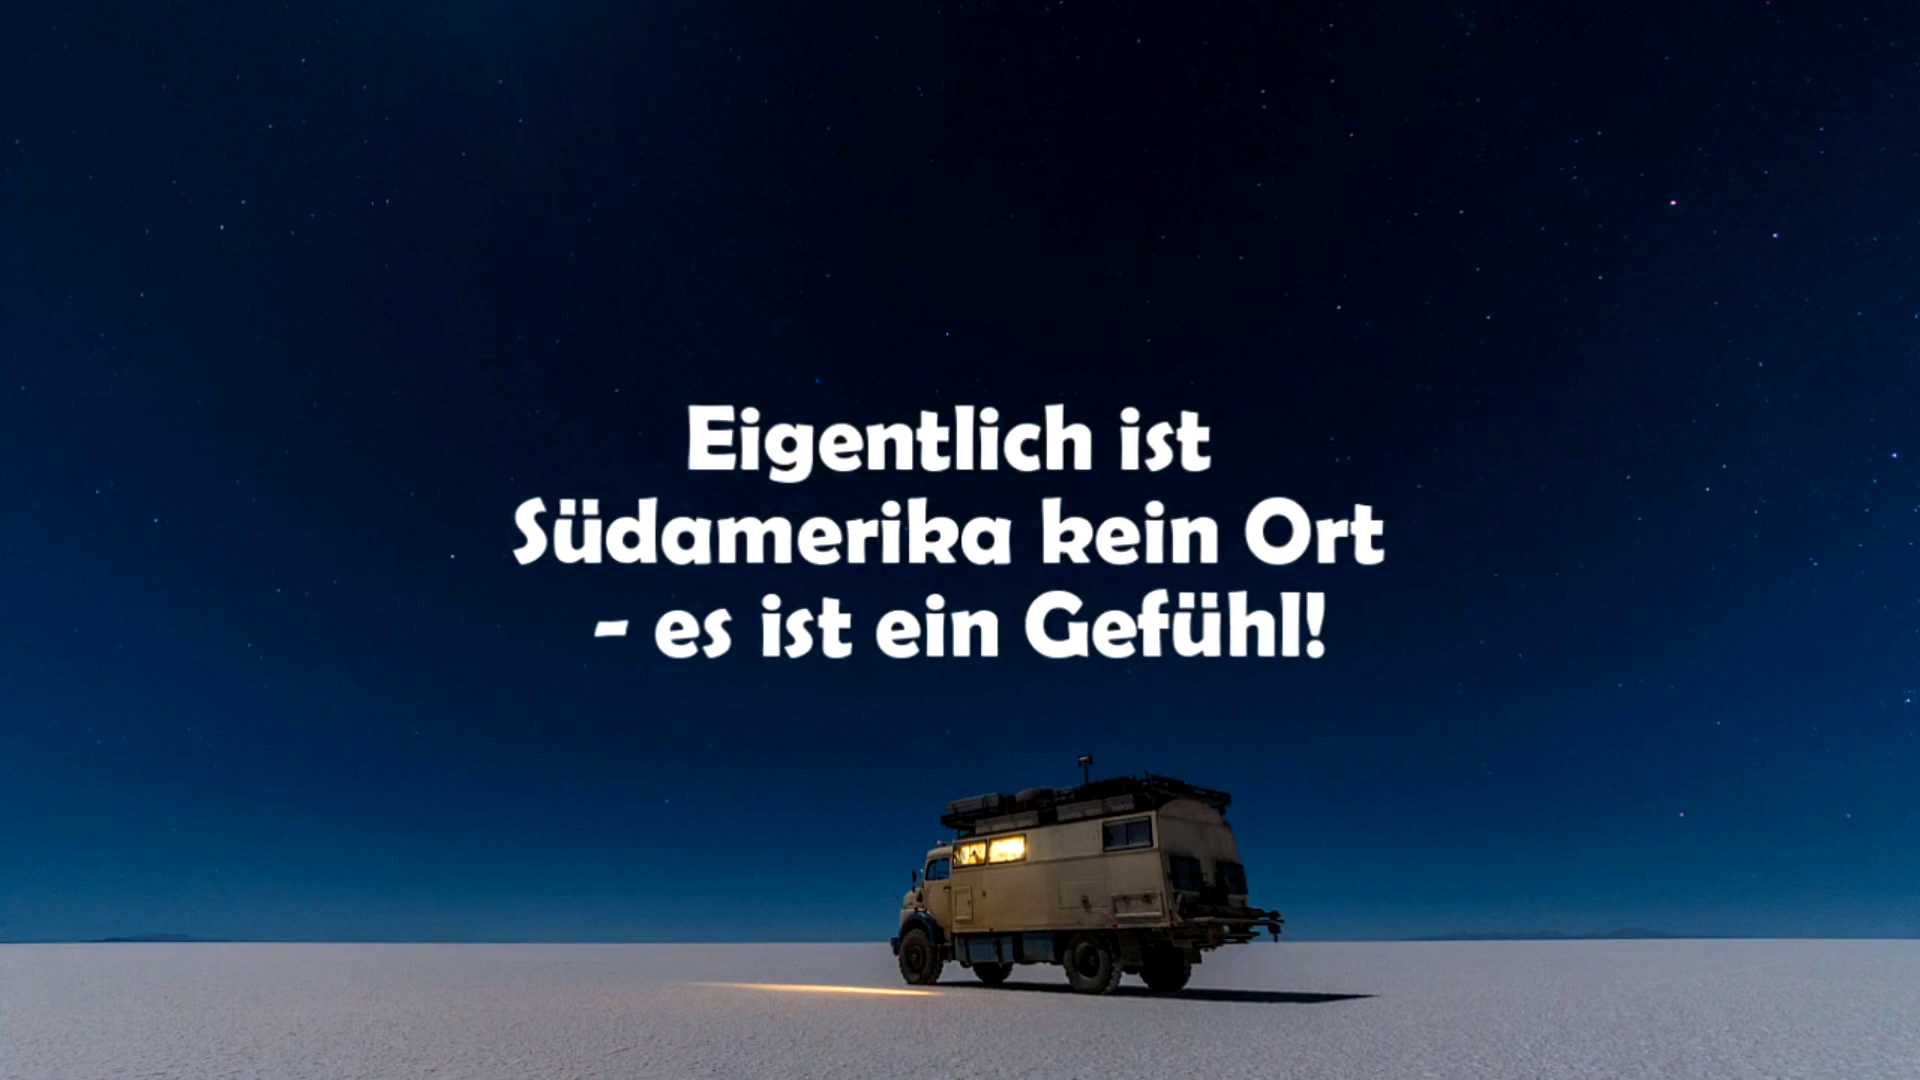 Eigentlich ist
Südamerika kein Ort
- es ist ein Gefühl!